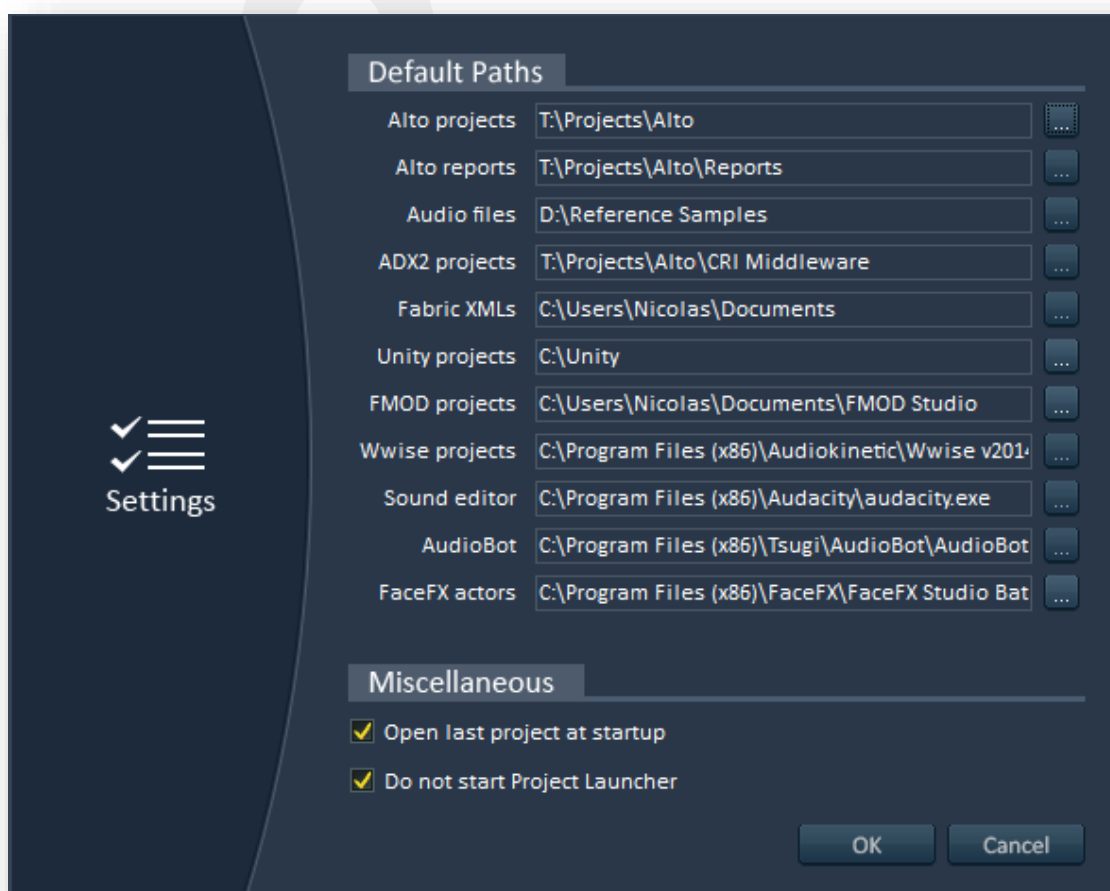 Settings
Default Paths
Alto projects T:\Projects\Alto ...
Alto reports T:\Projects\Alto\Reports ...
Audio files D:\Reference Samples ...
ADX2 projects T:\Projects\Alto\CRI Middleware ...
Fabric XMLs C:\Users\Nicolas\Documents ...
Unity projects C:\Unity ...
FMOD projects C:\Users\Nicolas\Documents\FMOD Studio ...
Wwise projects C:\Program Files (x86)\Audiokinetic\Wwise v201 ...
Sound editor C:\Program Files (x86)\Audacity\audacity.exe ...
AudioBot C:\Program Files (x86)\Tsugi\AudioBot\AudioBot ...
FaceFX actors C:\Program Files (x86)\FaceFX\FaceFX Studio Bat ...
Miscellaneous
Open last project at startup
Do not start Project Launcher
OK Cancel